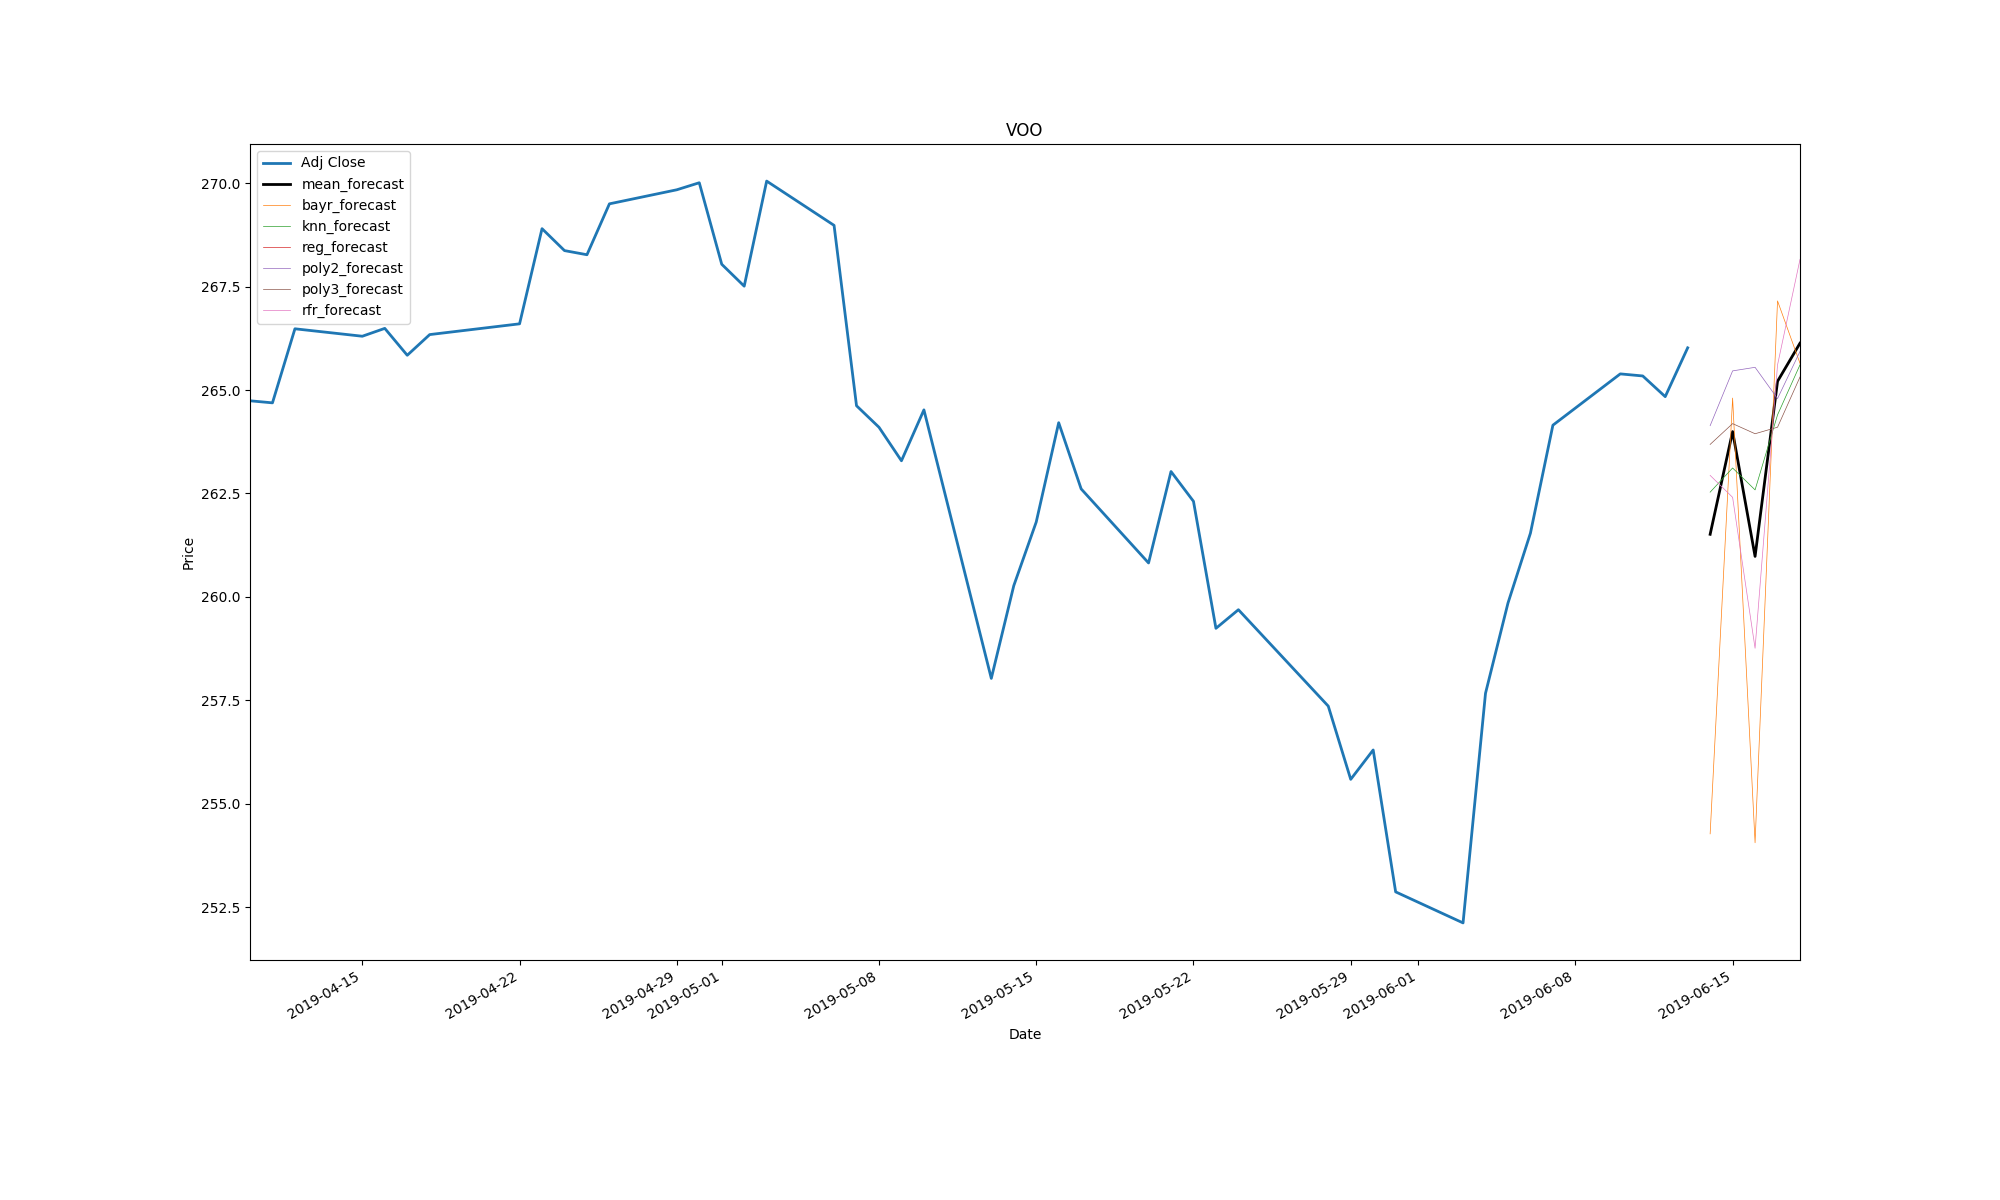 VOO
Adj Close
mean_forecast
bayr_forecast
knn_forecast
reg_forecast
poly2_forecast
poly3_forecast
rfr_forecast
270.0
267.5
265.0
262.5
260.0
257.5
255.0
252.5
Price
2019-04-15
2019-04-22
2019-04-29
2019-05-01
2019-05-08
2019-05-15
2019-05-22
2019-05-29
2019-06-01
2019-06-08
2019-06-15
Date